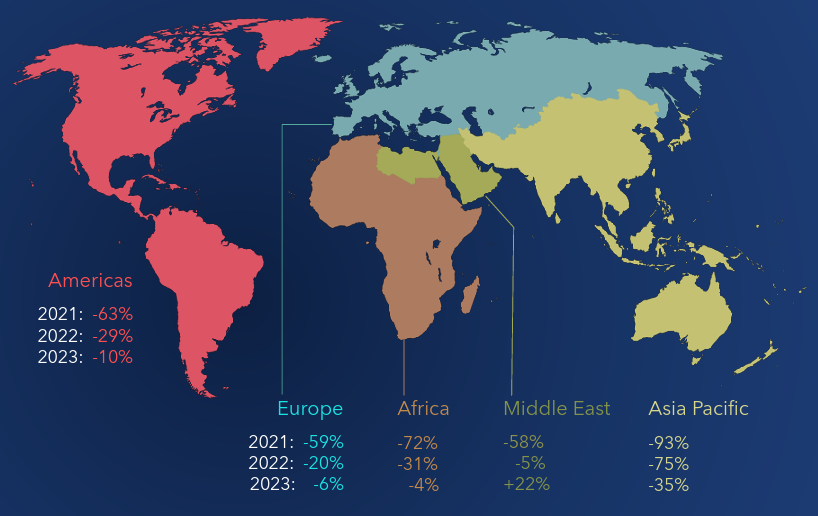 Americas
2021: -63%
2022: -29%
2023: -10%
Europe Africa Middle East Asia Pacific
2021: -59% -72% -58% -93%
2022: -20% -31% -5% -75%
2023: -6% -4% +22% -35%